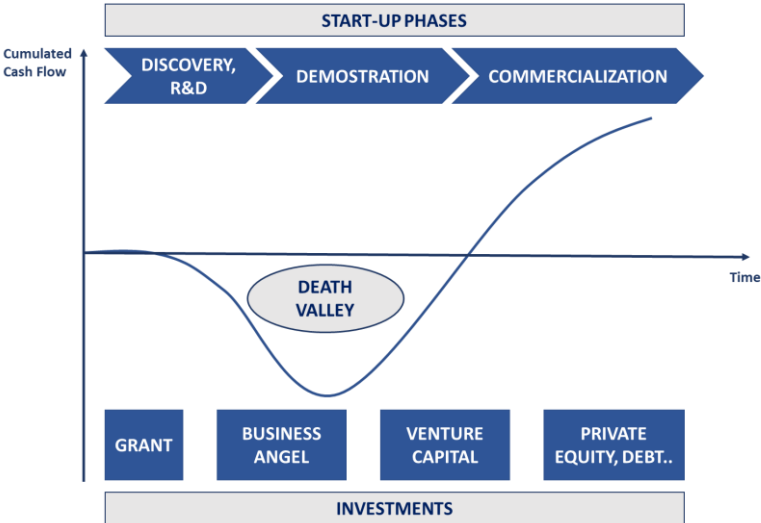 START-UP PHASES
Cumulated
Cash Flow
DISCOVERY,
R&D
DEMOSTRATION
COMMERCIALIZATION
DEATH
VALLEY
Time
GRANT
BUSINESS
ANGEL
VENTURE
CAPITAL
PRIVATE
EQUITY, DEBT..
INVESTMENTS